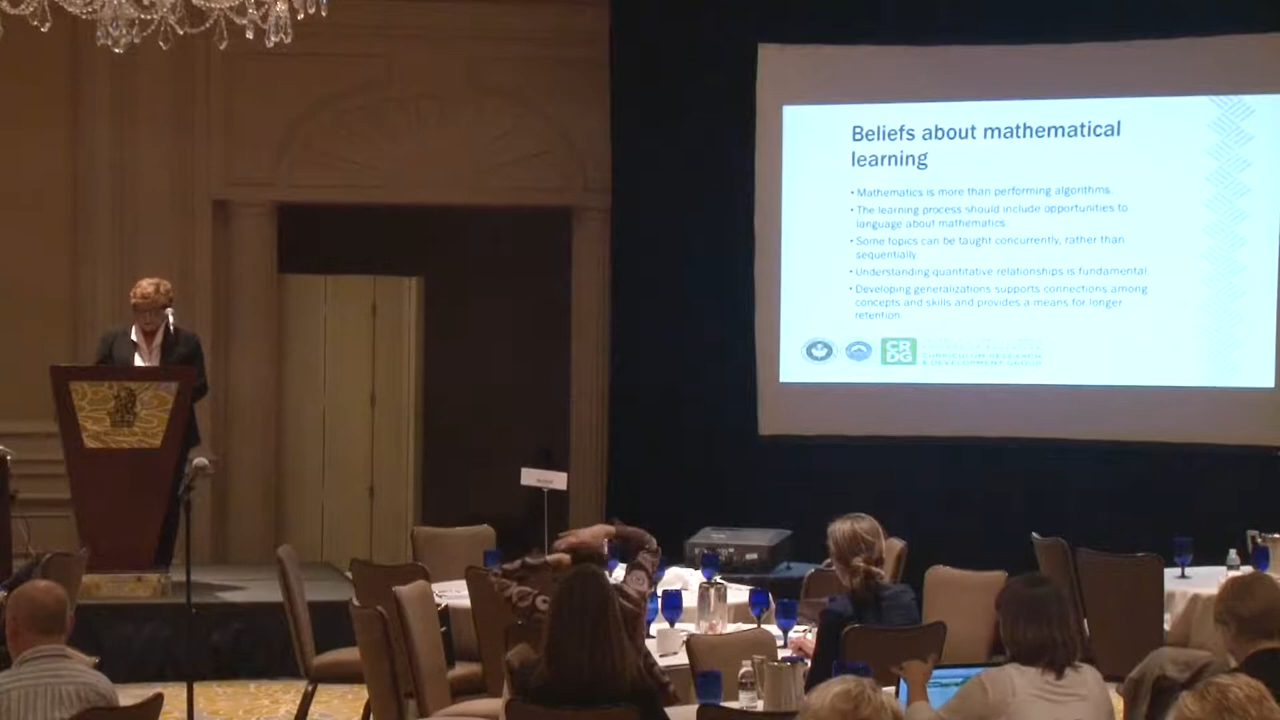 Beliefs about mathematical
learning
• Mathematics is more than performing algorithms.
• The learning process should include opportunities to
language about mathematics.
• Some topics can be taught concurrently, rather than
sequentially.
• Understanding quantitative relationships is fundamental.
• Developing generalizations supports connections among
concepts and skills and provides a means for longer
retention.
CR
DG
CURRICULUM RESEARCH
& DEVELOPMENT GROUP